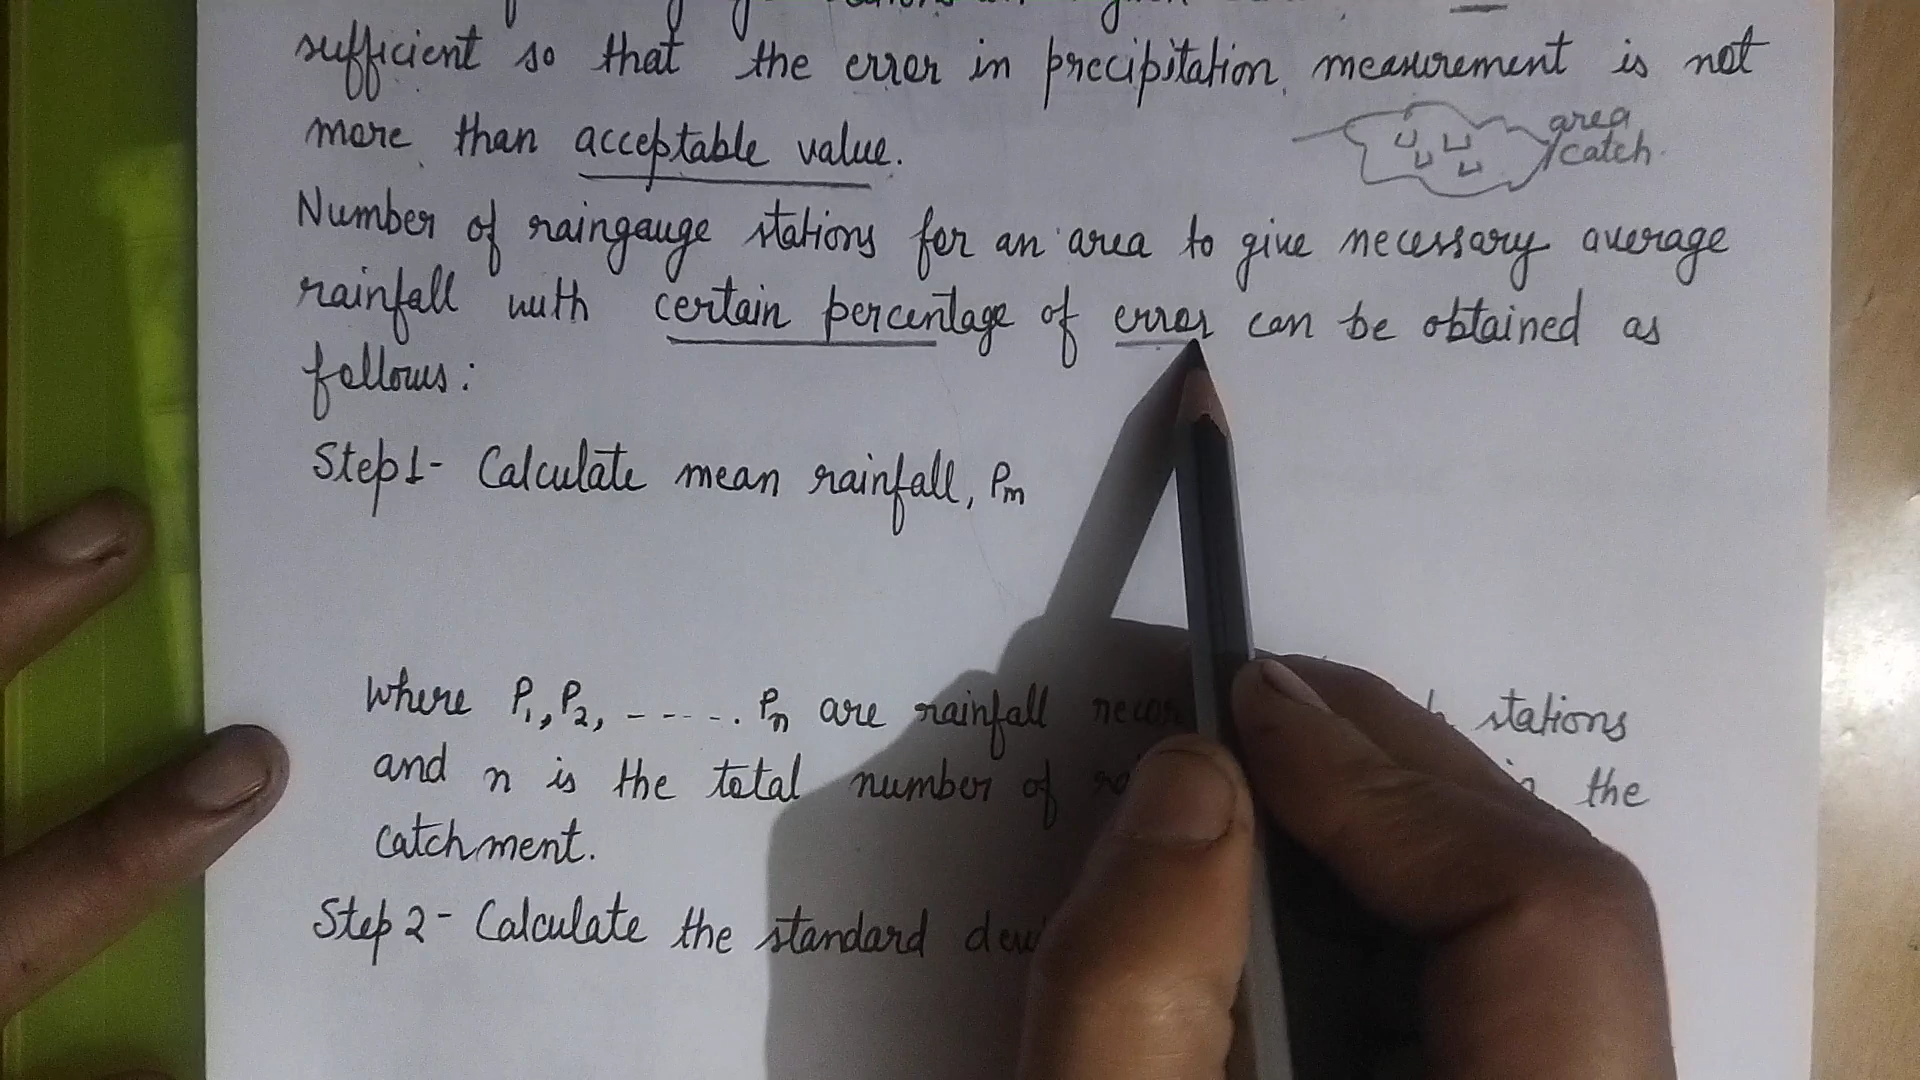 sufficient so that the error in precipitation measurement is not
more than acceptable value.
area
catch.
Number of raingauge stations for an area to give necessary average
rainfall with certain percentage of error can be obtained as
follows:
Step 1- Calculate mean rainfall, Pm
Where P1, P2, ------. Pn are rainfall stations
and n is the total number of the
catchment.
Step 2- Calculate the standard